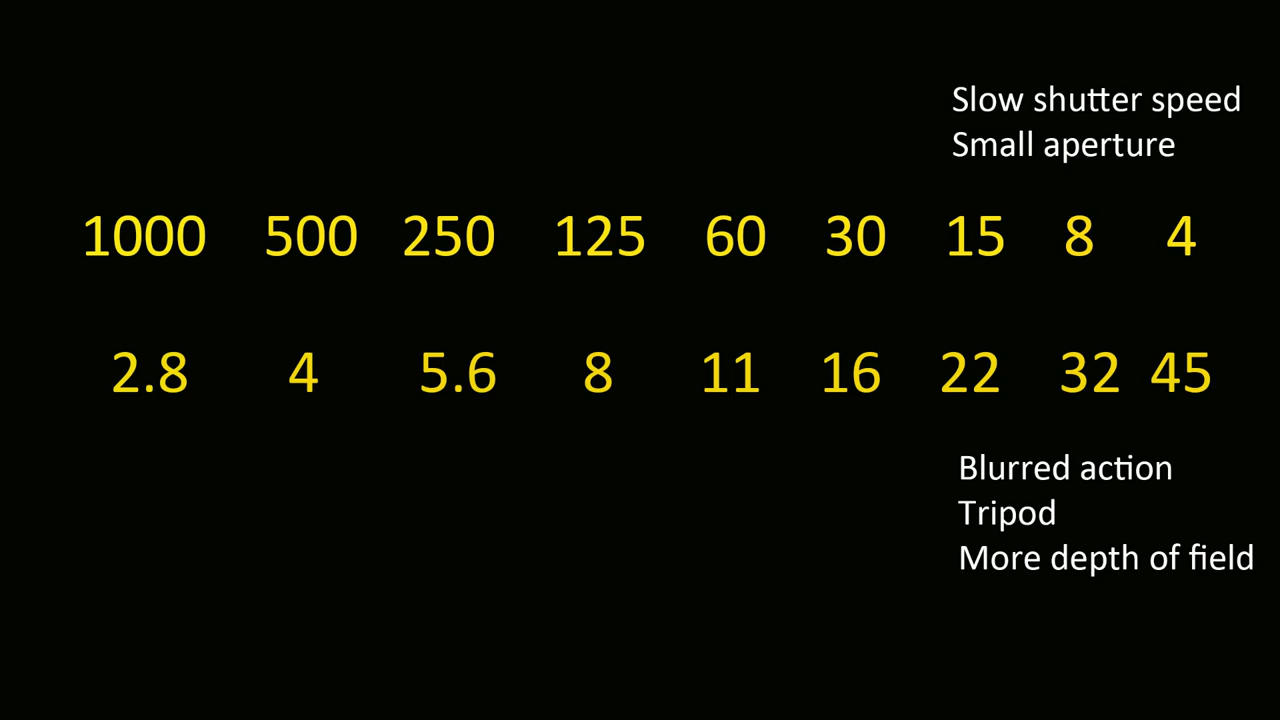 Slow shutter speed
Small aperture
1000 500 250 125 60 30 15 8 4
2.8 4 5.6 8 11 16 22 32 45
Blurred action
Tripod
More depth of field